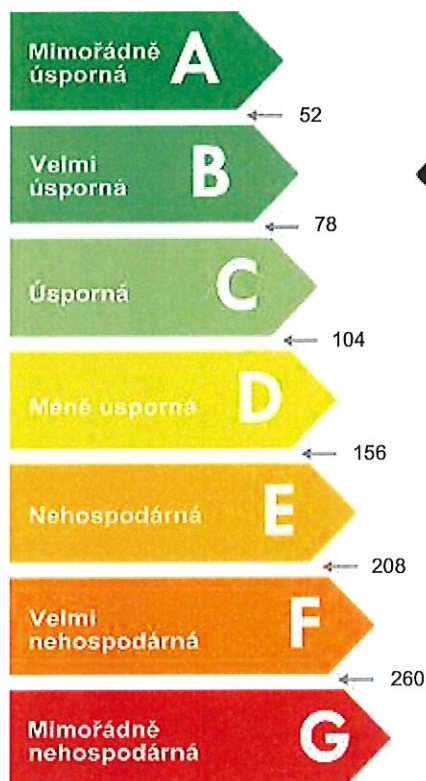 Mimořádně
úsporná A
52
Velmi
úsporná B
78
Úsporná C
104
Méně úsporná D
156
Nehospodárná E
208
Velmi
nehospodárná F
260
Mimořádně
nehospodárná G